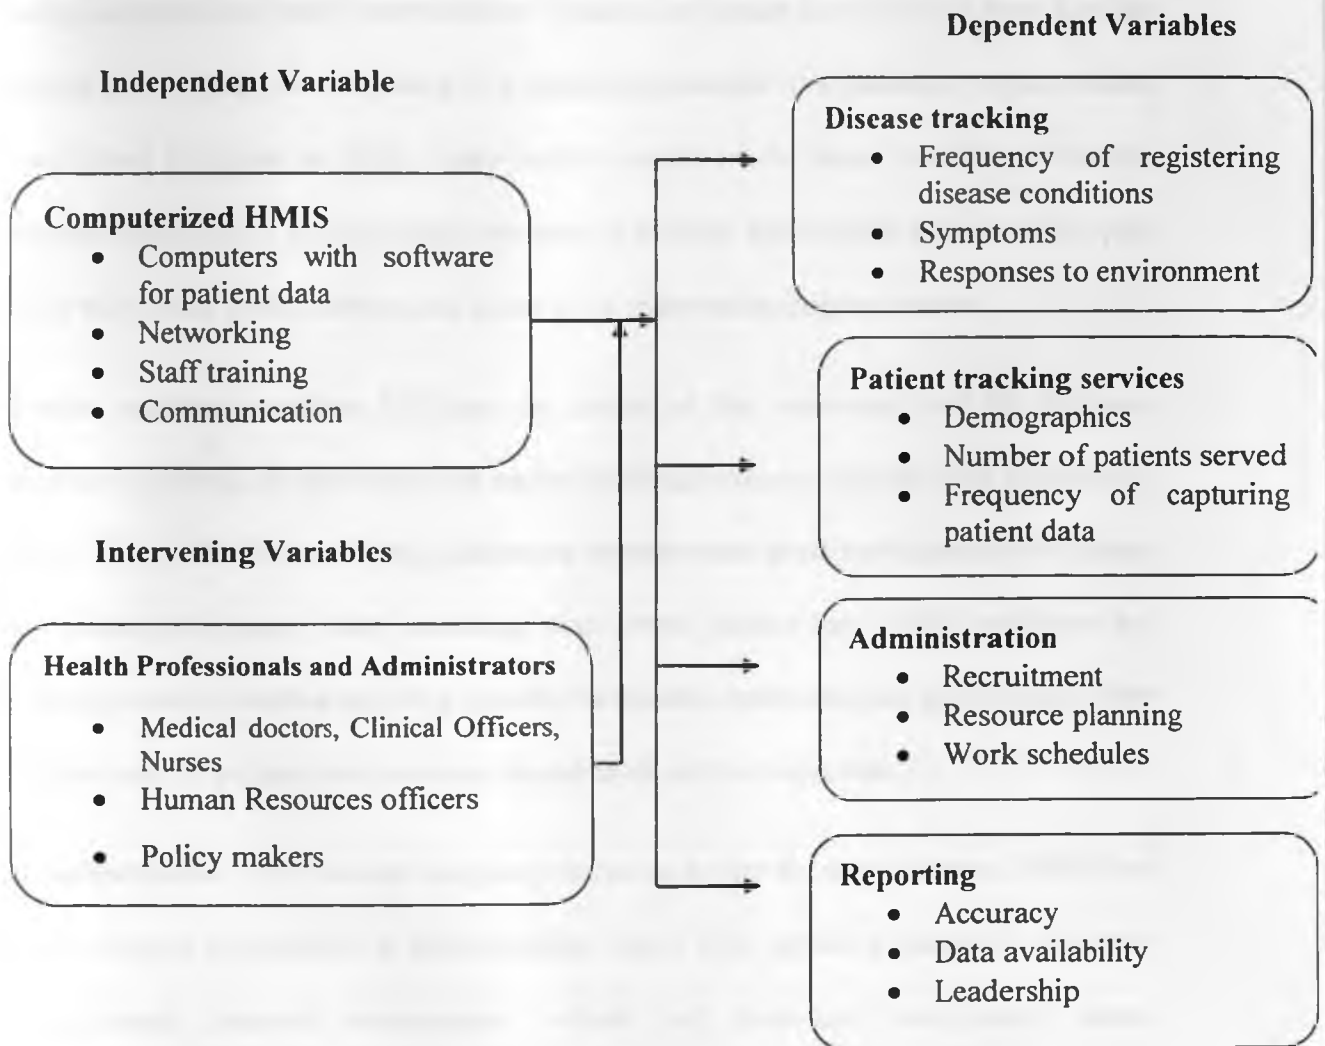 Independent Variable
Computerized HMIS
• Computers with software
for patient data
• Networking
• Staff training
• Communication
Intervening Variables
Health Professionals and Administrators
• Medical doctors, Clinical Officers,
Nurses
• Human Resources officers
• Policy makers
Dependent Variables
Disease tracking
• Frequency of registering
disease conditions
• Symptoms
• Responses to environment
Patient tracking services
• Demographics
• Number of patients served
• Frequency of capturing
patient data
Administration
• Recruitment
• Resource planning
• Work schedules
Reporting
• Accuracy
• Data availability
• Leadership